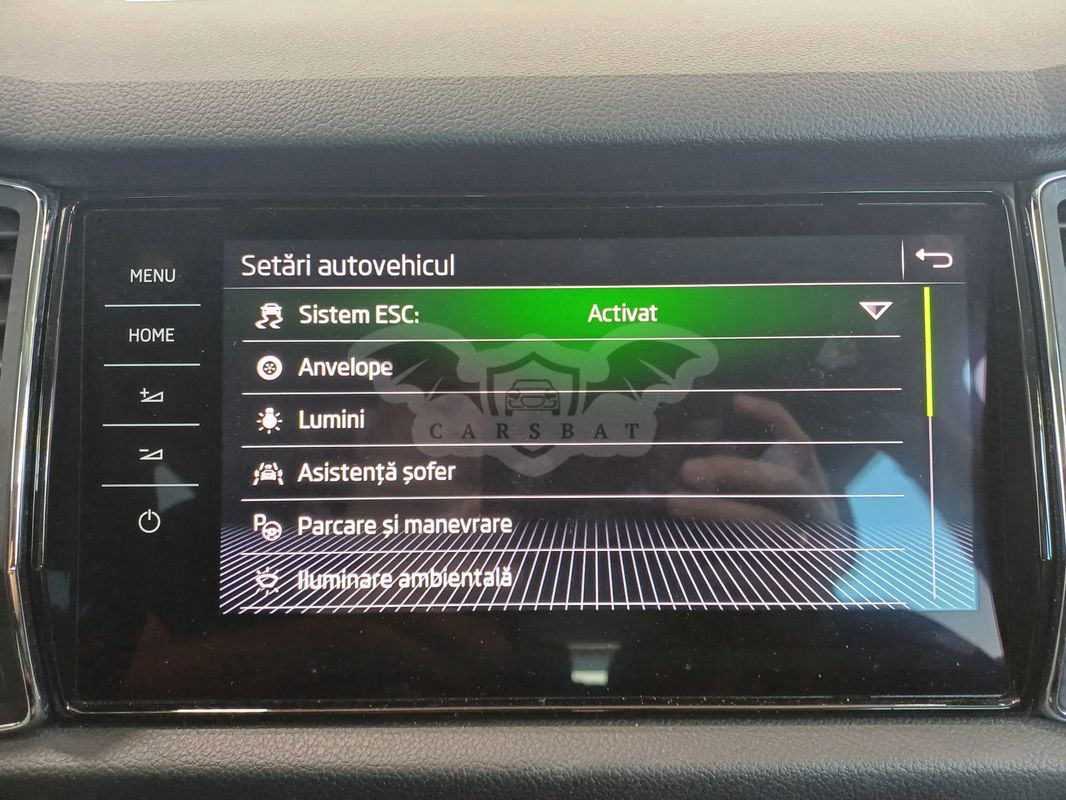 MENU
HOME
Setări autovehicul
Sistem ESC: Activat
Anvelope
Lumini
CARSBAT
Asistență șofer
Parcare și manevrare
Iluminare ambientală